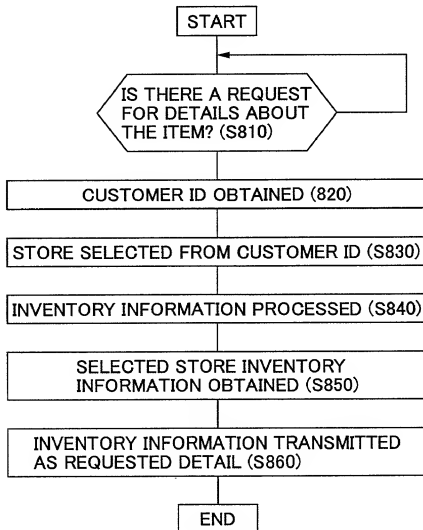 START
IS THERE A REQUEST
FOR DETAILS ABOUT
THE ITEM? (S810)
CUSTOMER ID OBTAINED (820)
STORE SELECTED FROM CUSTOMER ID (S830)
INVENTORY INFORMATION PROCESSED (S840)
SELECTED STORE INVENTORY
INFORMATION OBTAINED (S850)
INVENTORY INFORMATION TRANSMITTED
AS REQUESTED DETAIL (S860)
END